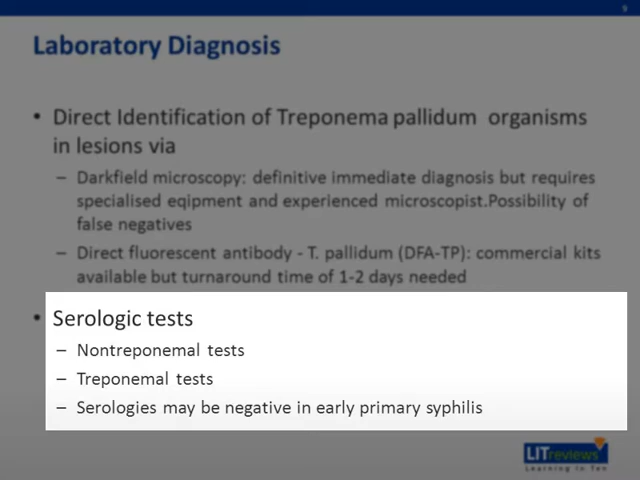 9
Laboratory Diagnosis
• Direct Identification of Treponema pallidum organisms
in lesions via
– Darkfield microscopy: definitive immediate diagnosis but requires
specialised eqipment and experienced microscopist.Possibility of
false negatives
– Direct fluorescent antibody - T. pallidum (DFA-TP): commercial kits
available but turnaround time of 1-2 days needed
• Serologic tests
– Nontreponemal tests
– Treponemal tests
– Serologies may be negative in early primary syphilis
LITreviews
Learning in Ten